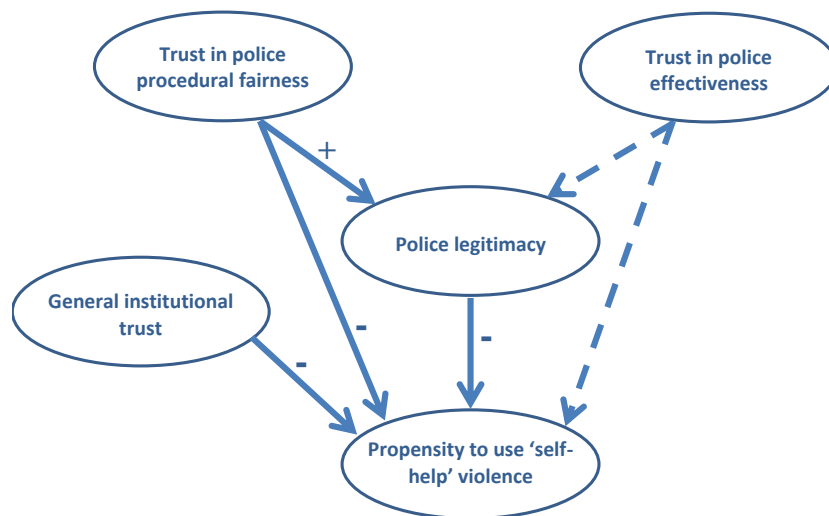 Trust in police
procedural fairness
Trust in police
effectiveness
+
Police legitimacy
General institutional
trust
-
-
-
Propensity to use ‘self-
help’ violence